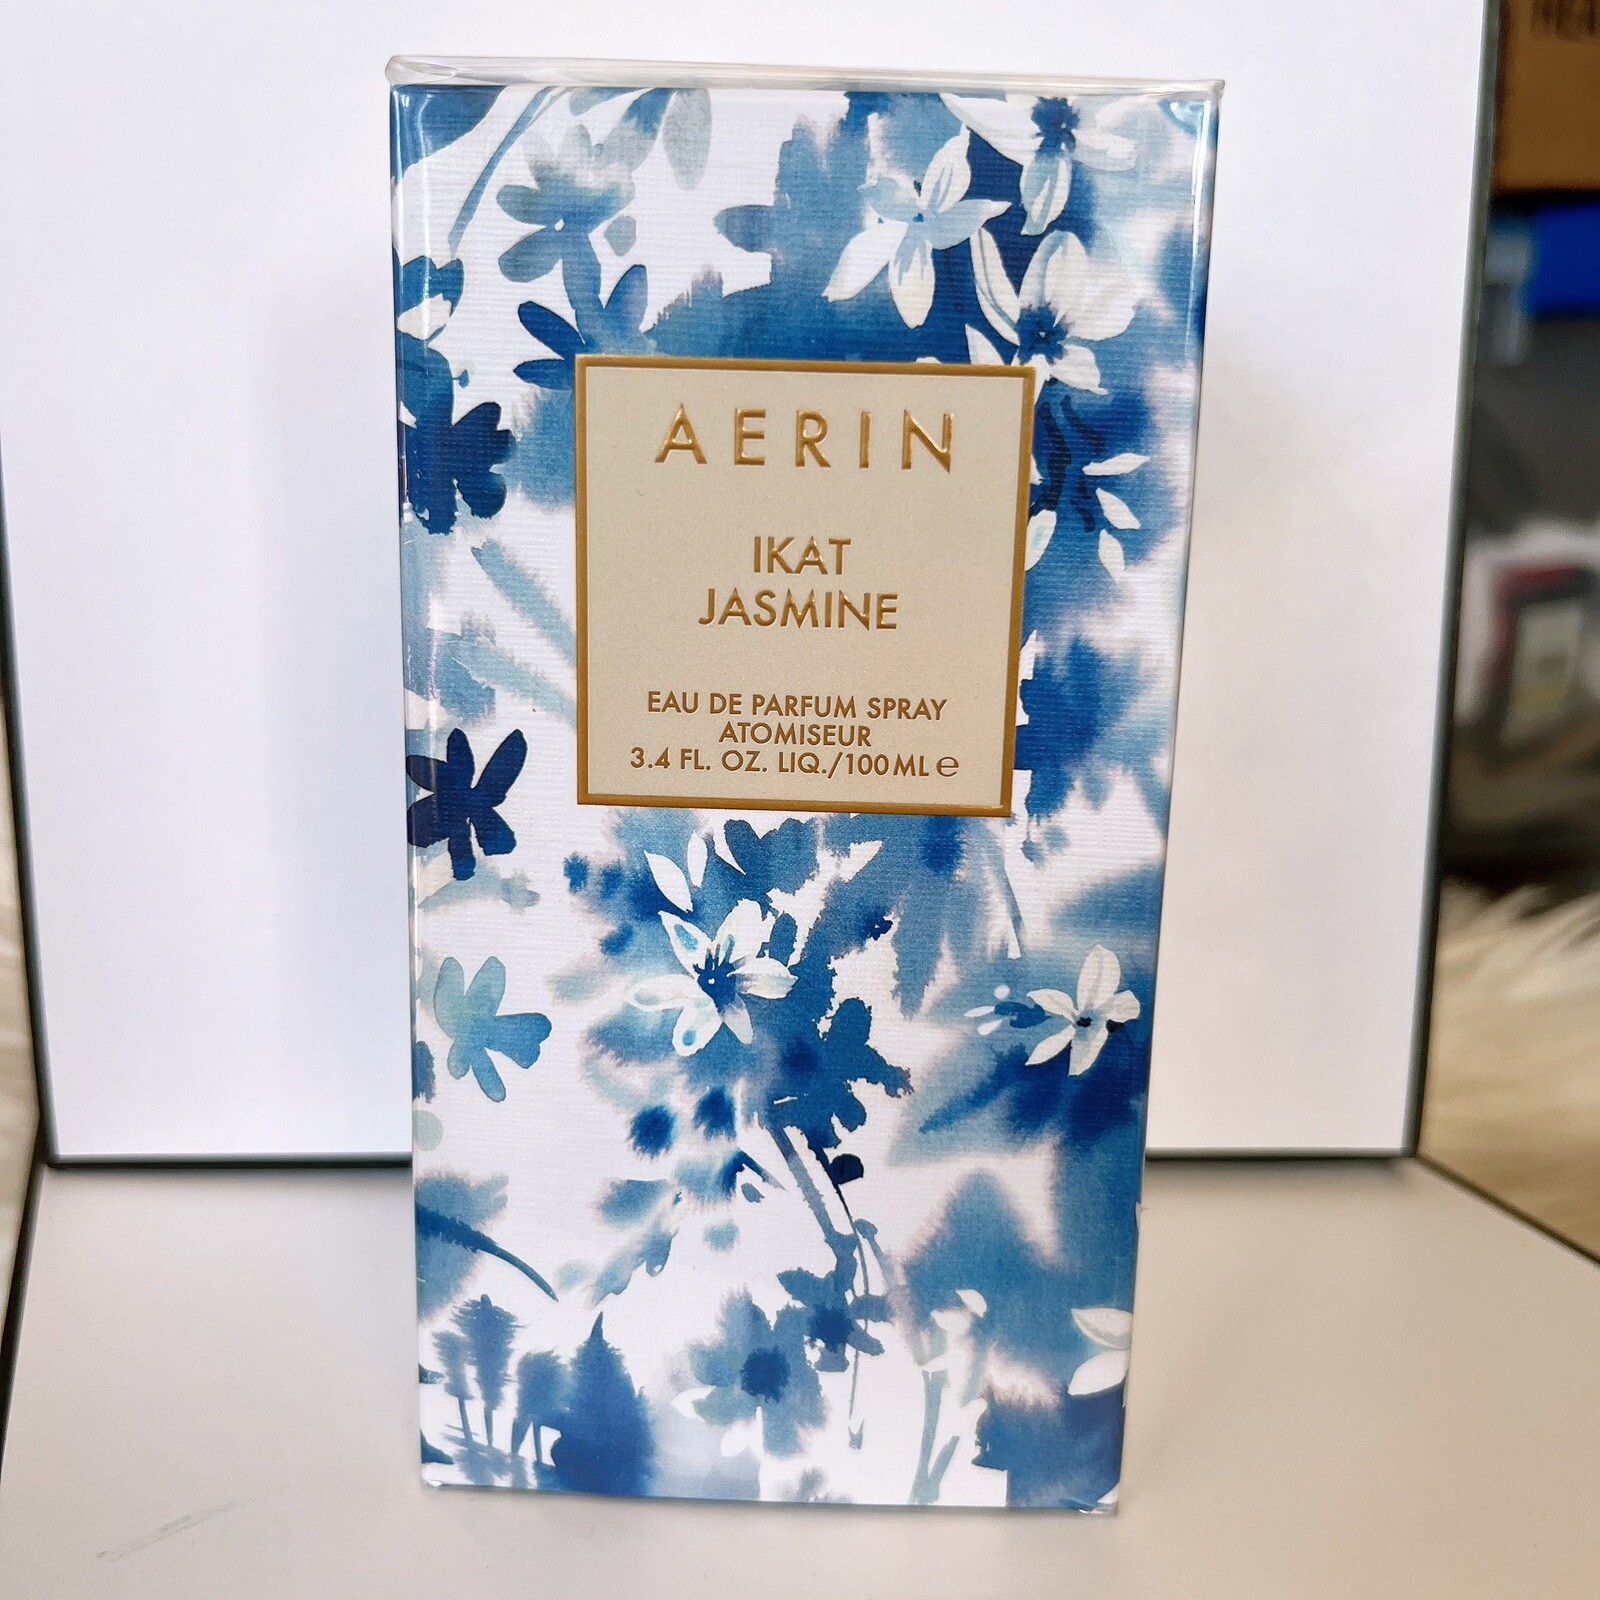 AERIN
IKAT
JASMINE
EAU DE PARFUM SPRAY
ATOMISEUR
3.4 FL. OZ. LIQ./100 ML ℮